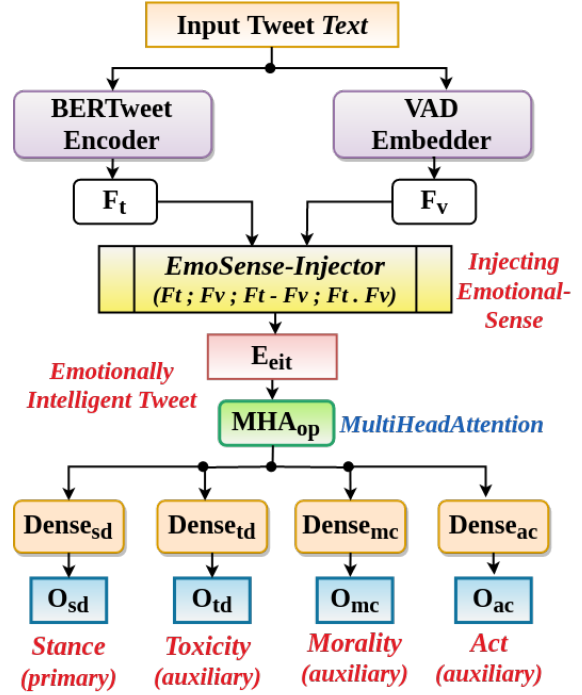 Input Tweet Text
BERTweet
Encoder
VAD
Embedder
Ft
Fv
EmoSense-Injector
(Ft ; Fv ; Ft - Fv ; Ft . Fv)
Injecting
Emotional-
Sense
Eeit
Emotionally
Intelligent Tweet
MHAop
MultiHeadAttention
Densesd
Densetd
Densemc
Denseac
Osd
Otd
Omc
Oac
Stance
(primary)
Toxicity
(auxiliary)
Morality
(auxiliary)
Act
(auxiliary)